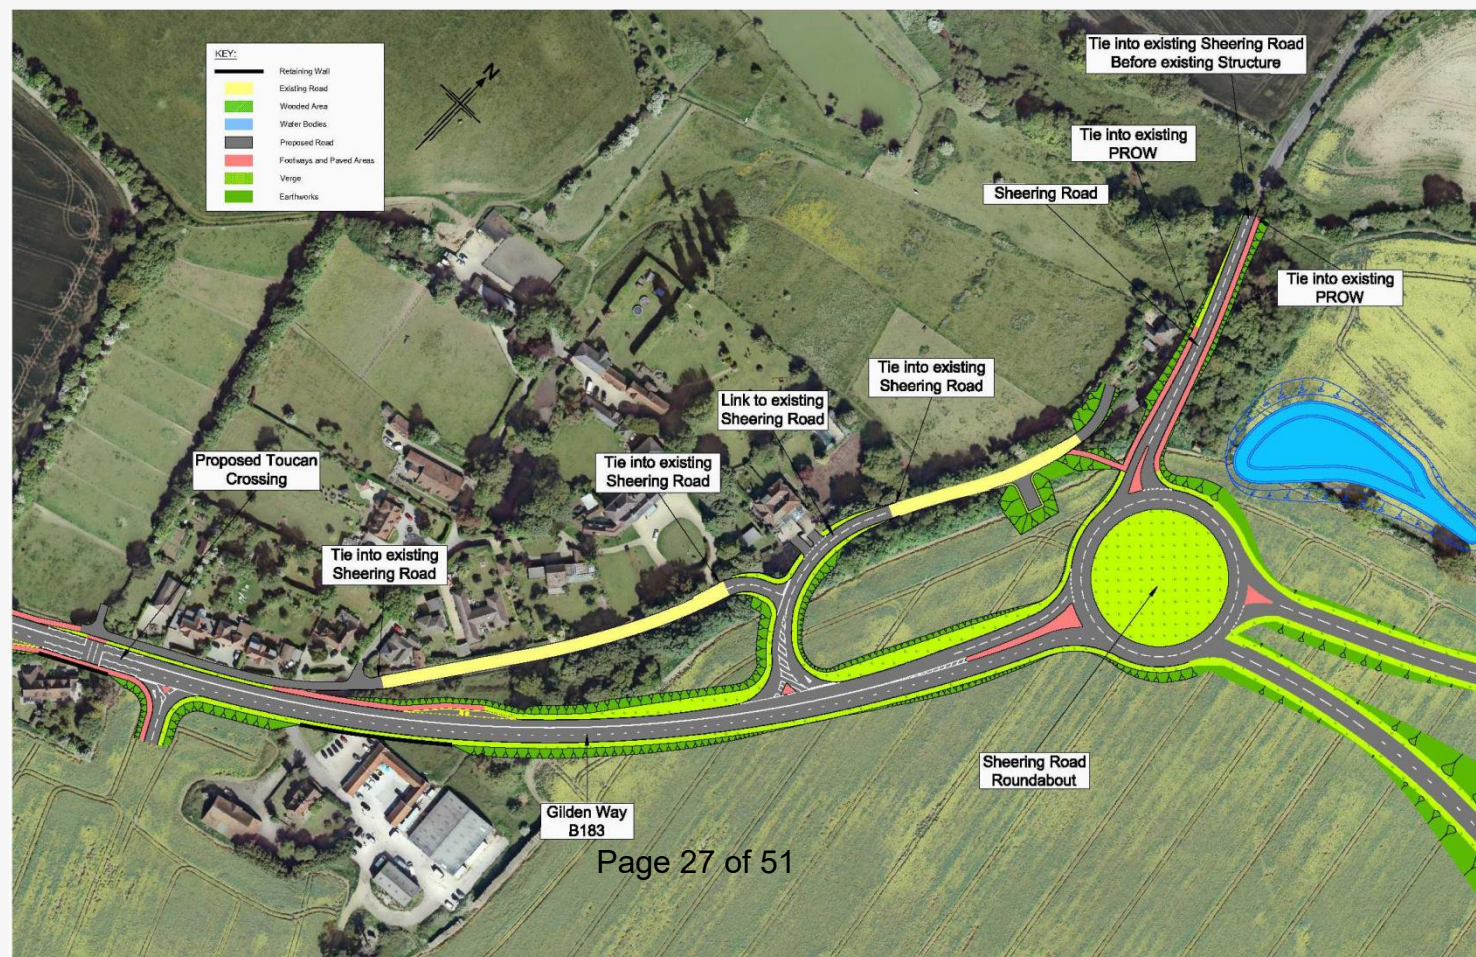 KEY:
Retaining Wall
Existing Road
Wooded Area
Water Bodies
Proposed Road
Footways and Paved Areas
Verge
Earthworks
N
Tie into existing Sheering Road
Before existing Structure
Tie into existing
PROW
Sheering Road
Tie into existing
PROW
Tie into existing
Sheering Road
Link to existing
Sheering Road
Tie into existing
Sheering Road
Proposed Toucan
Crossing
Tie into existing
Sheering Road
Sheering Road
Roundabout
Gilden Way
B183
Page 27 of 51